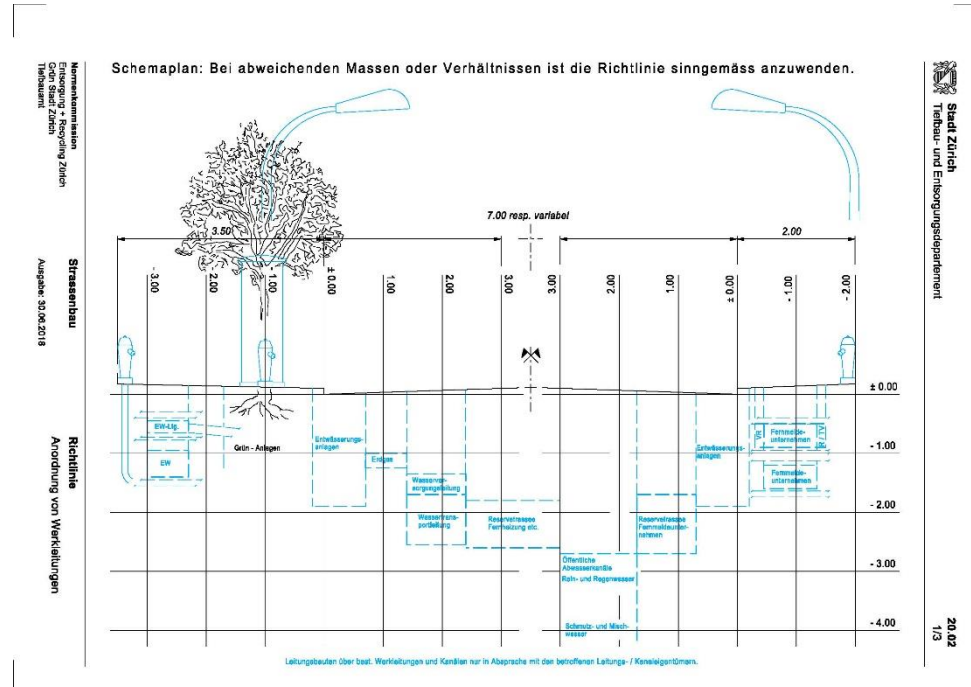 Schemaplan: Bei abweichenden Massen oder Verhältnissen ist die Richtlinie sinngemäss anzuwenden.
Normenkommission
Entsorgung + Recycling Zürich
Grün Stadt Zürich
Tiefbauamt
Strassenbau
Ausgabe: 30.06.2018
Richtlinie
Anordnung von Werkleitungen
Stadt Zürich
Tiefbau- und Entsorgungsdepartement
20.02
1/3
7.00 resp. variabel
3.50
2.00
- 3.00
- 2.00
- 1.00
± 0.00
1.00
2.00
3.00
3.00
2.00
1.00
± 0.00
- 1.00
- 2.00
± 0.00
- 1.00
- 2.00
- 3.00
- 4.00
EW-Ltg.
EW
Grün - Anlagen
Entwässerungs-
anlagen
Erdgas
Wasserver-
sorgungsleitung
Wassertrans-
portleitung
Reservetrassee
Fernheizung etc.
Öffentliche
Abwasserkanäle
Rein- und Regenwasser
Schmutz- und Misch-
wasser
Reservetrassee
Fernmeldeunter-
nehmen
Entwässerungs-
anlagen
VR
Fernmelde-
unternehmen
R / TV
Fernmelde-
unternehmen
Leitungsbauten über best. Werkleitungen und Kanälen nur in Absprache mit den betroffenen Leitungs- / Kanaleigentümern.